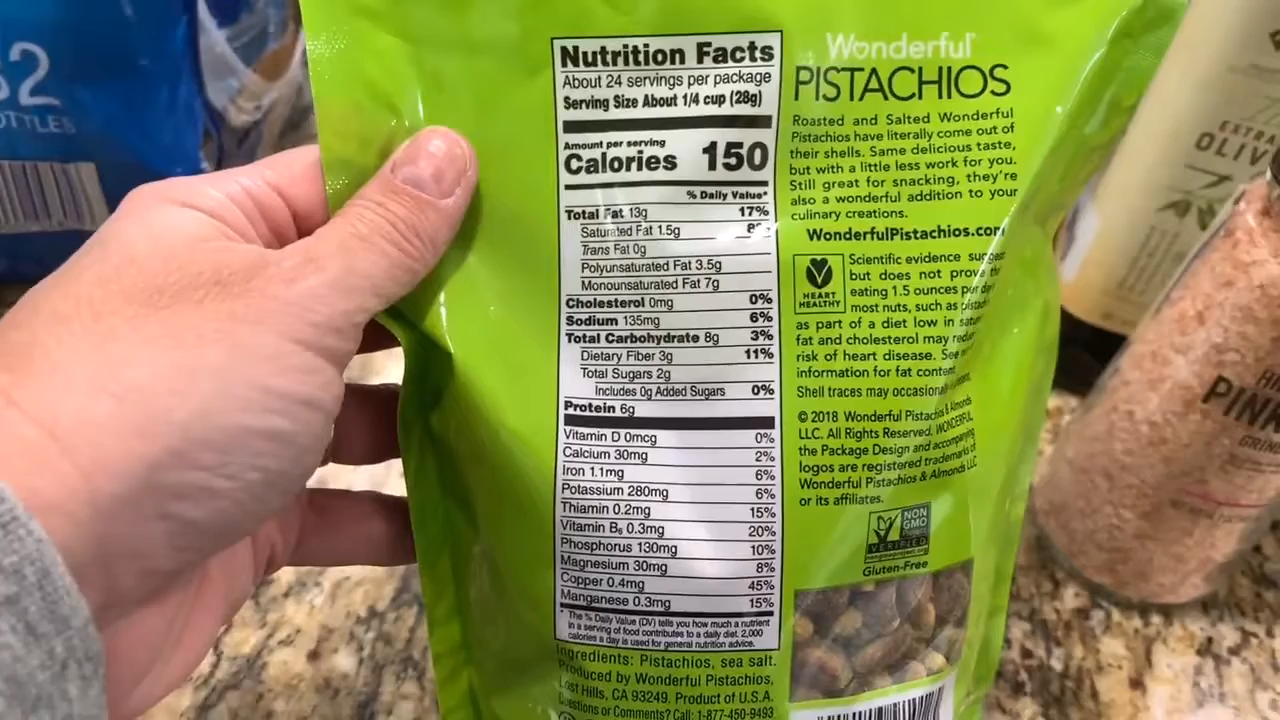 32
OTTLES
Nutrition Facts
About 24 servings per package
Serving Size About 1/4 cup (28g)
Amount per serving
Calories 150
% Daily Value*
Total Fat 13g 17%
Saturated Fat 1.5g 8%
Trans Fat 0g
Polyunsaturated Fat 3.5g
Monounsaturated Fat 7g
Cholesterol 0mg 0%
Sodium 135mg 6%
Total Carbohydrate 8g 3%
Dietary Fiber 3g 11%
Total Sugars 2g
Includes 0g Added Sugars 0%
Protein 6g
Vitamin D 0mcg 0%
Calcium 30mg 2%
Iron 1.1mg 6%
Potassium 280mg 6%
Thiamin 0.2mg 15%
Vitamin B6 0.3mg 20%
Phosphorus 130mg 10%
Magnesium 30mg 8%
Copper 0.4mg 45%
Manganese 0.3mg 15%
* The % Daily Value (DV) tells you how much a nutrient
in a serving of food contributes to a daily diet. 2,000
calories a day is used for general nutrition advice.
Ingredients: Pistachios, sea salt.
Produced by Wonderful Pistachios,
Lost Hills, CA 93249. Product of U.S.A.
Questions or Comments? Call: 1-877-450-9493
Wonderful
PISTACHIOS
Roasted and Salted Wonderful
Pistachios have literally come out of
their shells. Same delicious taste,
but with a little less work for you.
Still great for snacking, they're
also a wonderful addition to your
culinary creations.
WonderfulPistachios.com
HEART
HEALTHY
Scientific evidence suggest
but does not prove tha
eating 1.5 ounces per day
most nuts, such as pistach
as part of a diet low in satur
fat and cholesterol may reduc
risk of heart disease. See
information for fat content.
Shell traces may occasionally
© 2018 Wonderful Pistachios & Almonds
LLC. All Rights Reserved. WONDERFUL,
the Package Design and accompanying
logos are registered trademarks of
Wonderful Pistachios & Almonds LLC
or its affiliates.
NON
GMO
VERIFIED
nongmoproject.org
Gluten-Free
EXTRA
OLIV
PINK
GRIN